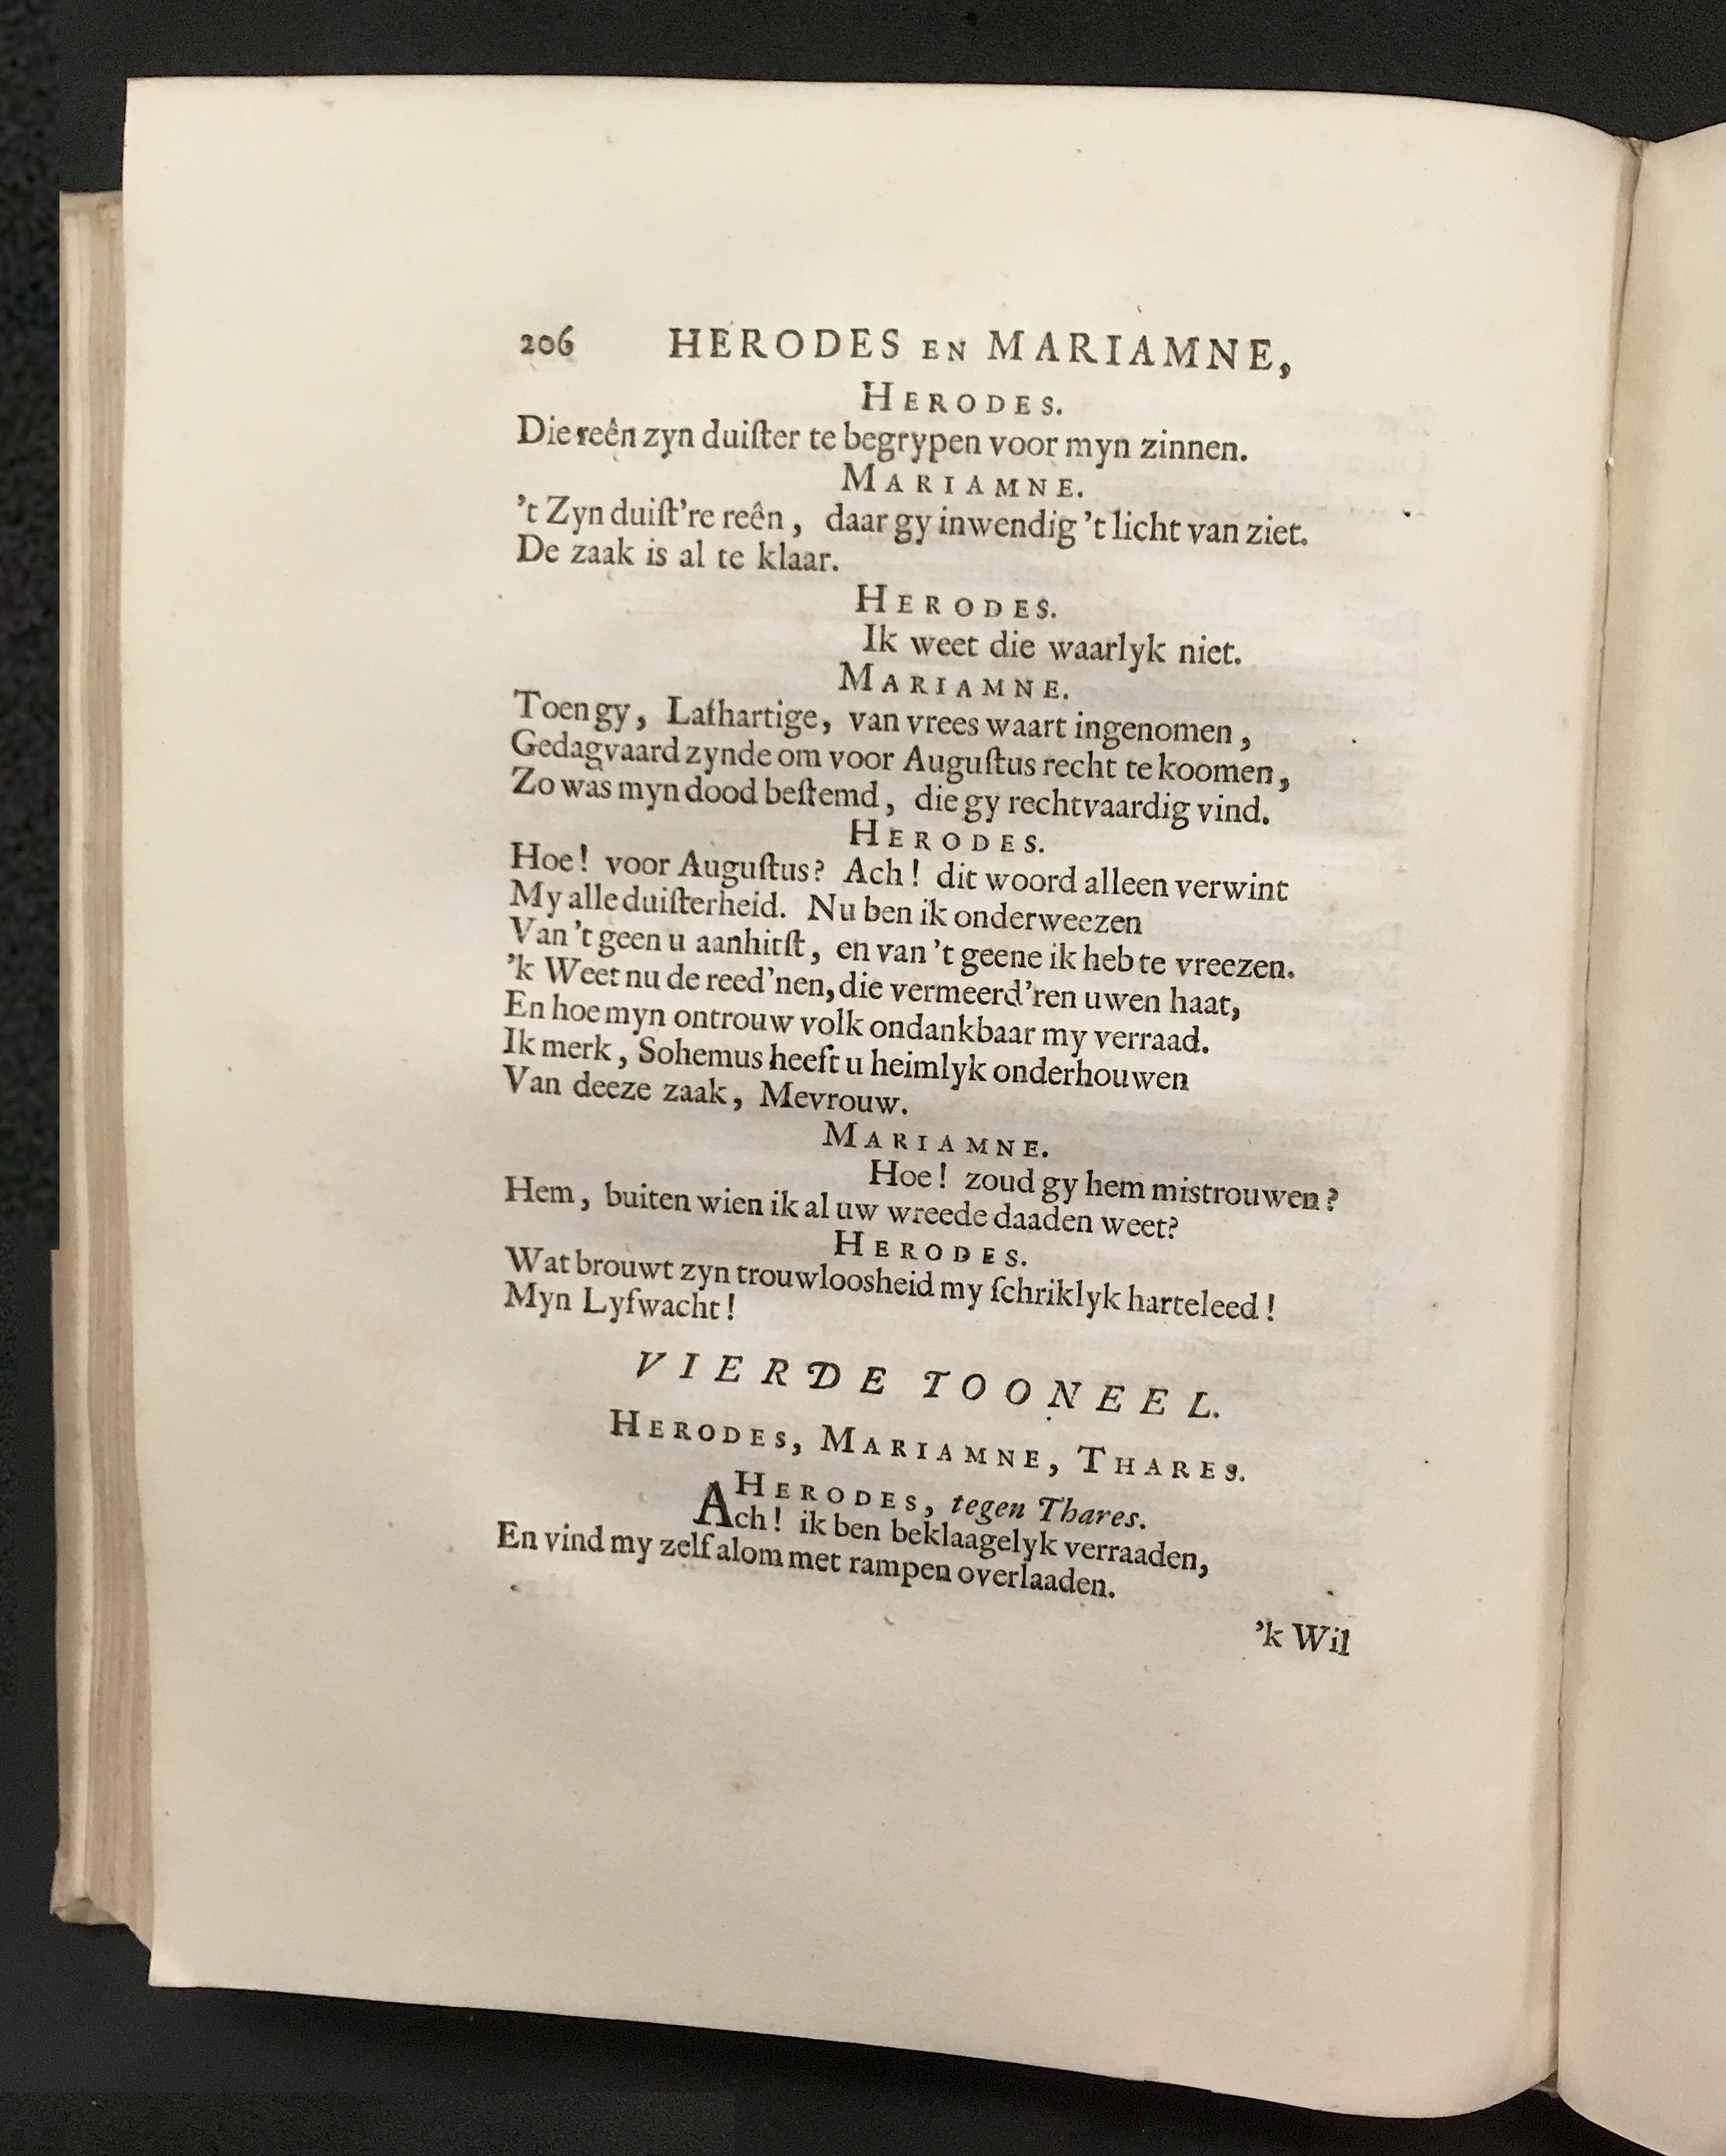 206 HERODES EN MARIAMNE,
HERODES.
Die reên zyn duiſter te begrypen voor myn zinnen.
MARIAMNE.
't Zyn duiſt're reên, daar gy inwendig 't licht van ziet.
De zaak is al te klaar.
HERODES.
Ik weet die waarlyk niet.
MARIAMNE.
Toen gy, Lafhartige, van vrees waart ingenomen,
Gedagvaard zynde om voor Auguſtus recht te koomen,
Zo was myn dood beſtemd, die gy rechtvaardig vind.
HERODES.
Hoe! voor Auguſtus? Ach! dit woord alleen verwint
My alle duiſterheid. Nu ben ik onderweezen
Van 't geen u aanhitſt, en van 't geene ik heb te vreezen.
'k Weet nu de reed'nen, die vermeerd'ren uwen haat,
En hoe myn ontrouw volk ondankbaar my verraad.
Ik merk, Sohemus heeft u heimlyk onderhouwen
Van deeze zaak, Mevrouw.
MARIAMNE.
Hoe! zoud gy hem mistrouwen?
Hem, buiten wien ik al uw wreede daaden weet?
HERODES.
Wat brouwt zyn trouwloosheid my ſchriklyk harteleed!
Myn Lyfwacht!
VIERDE TOONEEL.
HERODES, MARIAMNE, THARES.
HERODES, tegen Thares.
Ach! ik ben beklaagelyk verraaden,
En vind my zelf alom met rampen overlaaden.
'k Wil